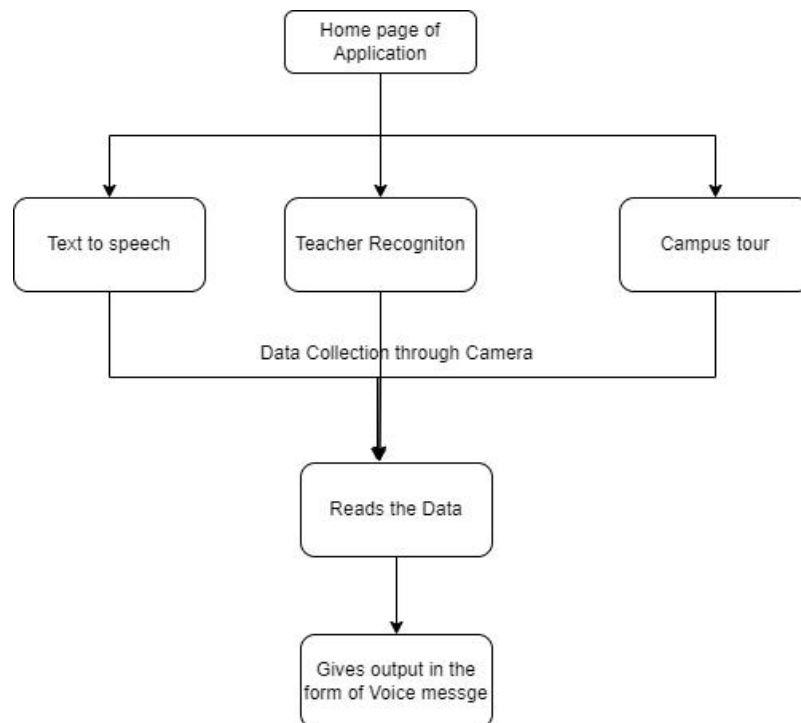 Home page of
Application
Text to speech
Teacher Recogniton
Campus tour
Data Collection through Camera
Reads the Data
Gives output in the
form of Voice messge